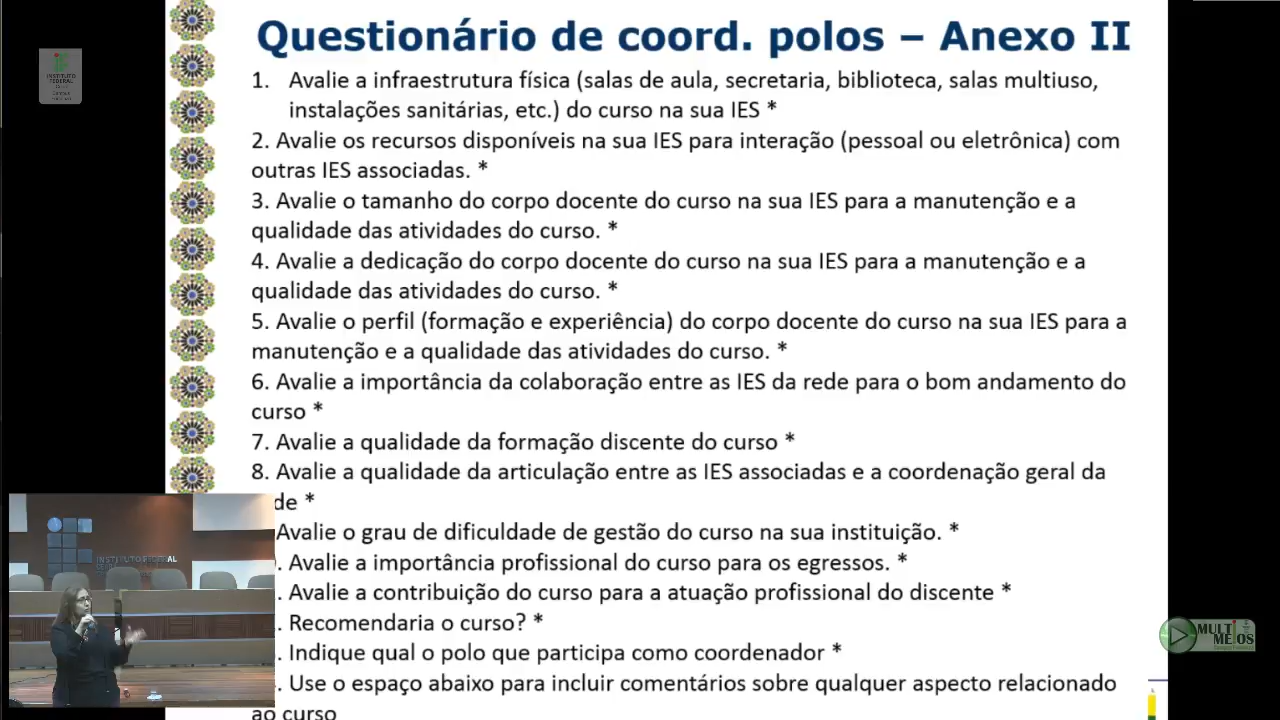 Questionário de coord. polos – Anexo II
INSTITUTO
FEDERAL
1. Avalie a infraestrutura física (salas de aula, secretaria, biblioteca, salas multiuso,
instalações sanitárias, etc.) do curso na sua IES *
2. Avalie os recursos disponíveis na sua IES para interação (pessoal ou eletrônica) com
outras IES associadas. *
3. Avalie o tamanho do corpo docente do curso na sua IES para a manutenção e a
qualidade das atividades do curso. *
4. Avalie a dedicação do corpo docente do curso na sua IES para a manutenção e a
qualidade das atividades do curso. *
5. Avalie o perfil (formação e experiência) do corpo docente do curso na sua IES para a
manutenção e a qualidade das atividades do curso. *
6. Avalie a importância da colaboração entre as IES da rede para o bom andamento do
curso *
7. Avalie a qualidade da formação discente do curso *
8. Avalie a qualidade da articulação entre as IES associadas e a coordenação geral da
de *
Avalie o grau de dificuldade de gestão do curso na sua instituição. *
. Avalie a importância profissional do curso para os egressos. *
. Avalie a contribuição do curso para a atuação profissional do discente *
. Recomendaria o curso? *
. Indique qual o polo que participa como coordenador *
. Use o espaço abaixo para incluir comentários sobre qualquer aspecto relacionado
ao curso
INSTITUTO FEDERAL
MULTI
MEIOS